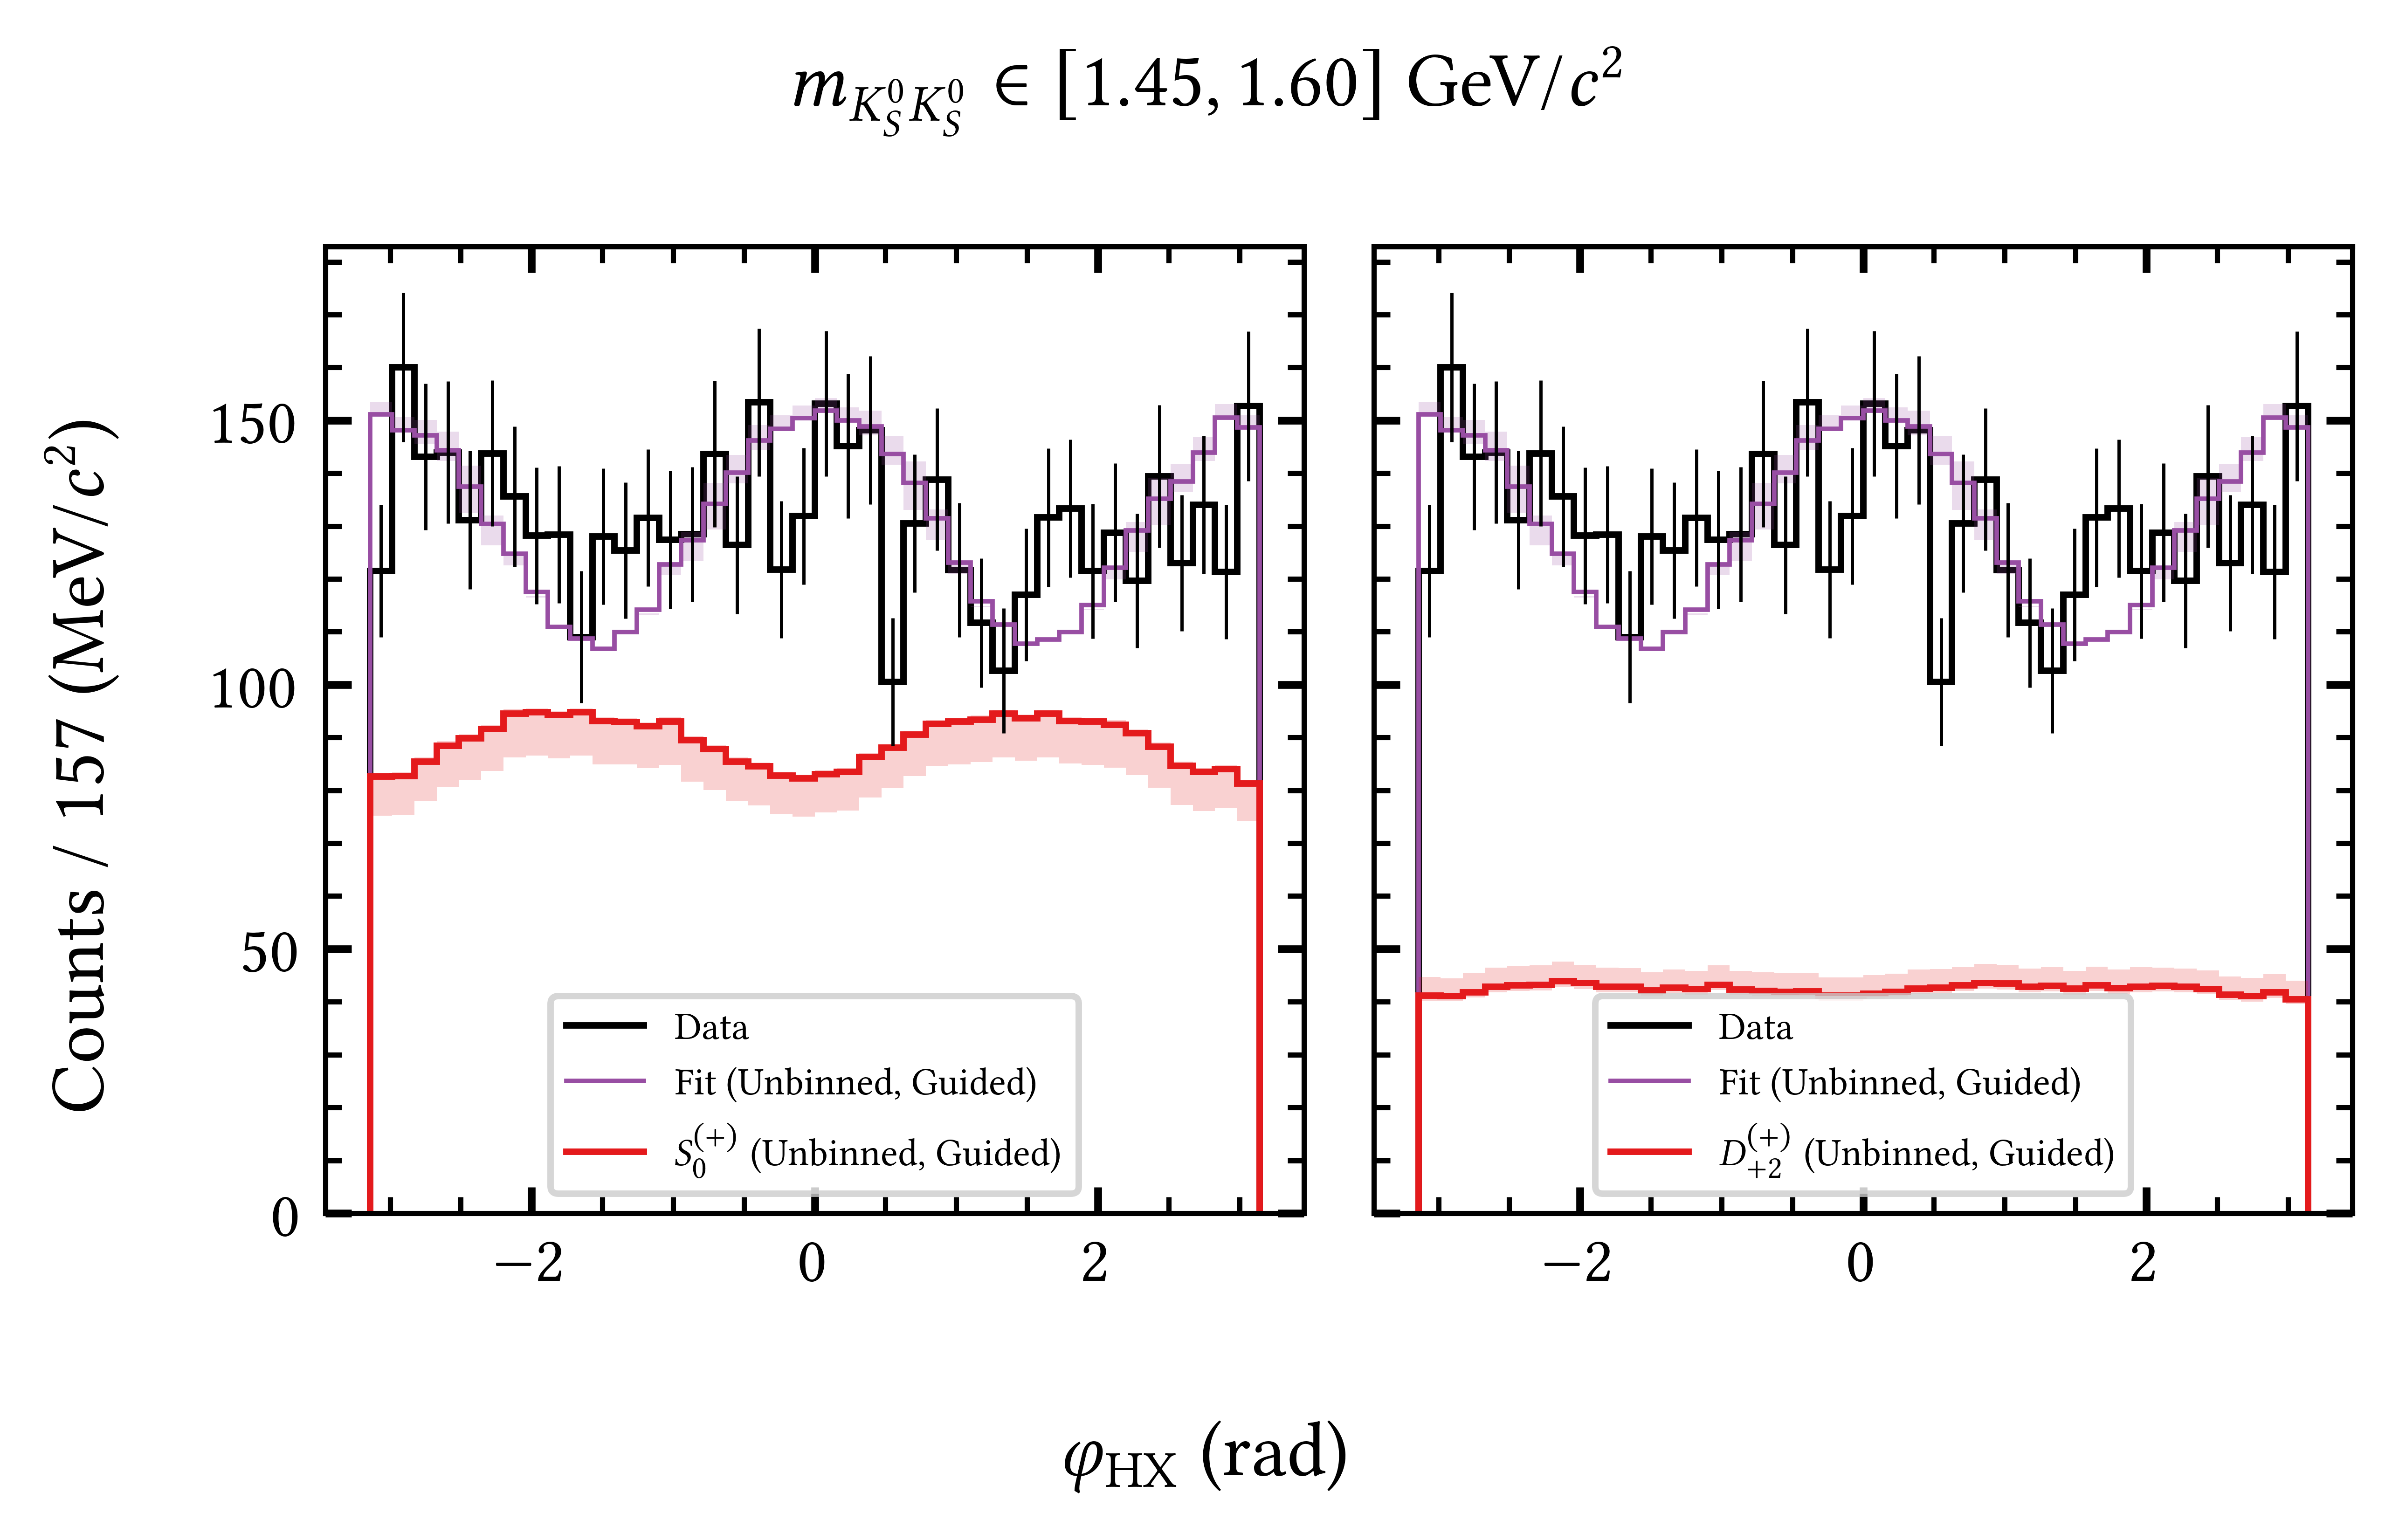 m_{K_S^0 K_S^0} ∈ [1.45, 1.60] GeV/c²
Counts / 157 (MeV/c²)
150
100
50
0
Data
Fit (Unbinned, Guided)
S_0^{(+)} (Unbinned, Guided)
−2 0 2
Data
Fit (Unbinned, Guided)
D_{+2}^{(+)} (Unbinned, Guided)
−2 0 2
φ_{HX} (rad)